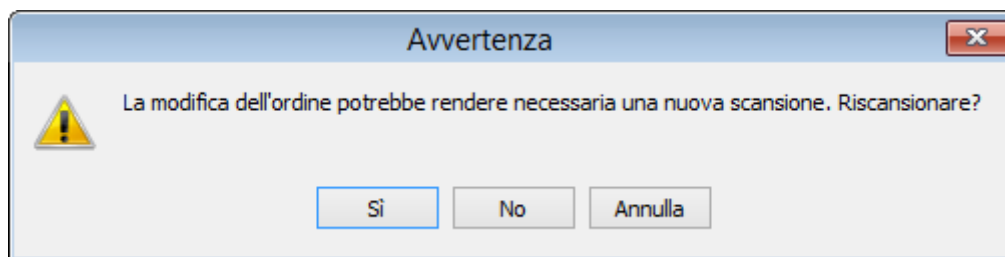 Avvertenza
La modifica dell'ordine potrebbe rendere necessaria una nuova scansione. Riscansionare?
Sì No Annulla